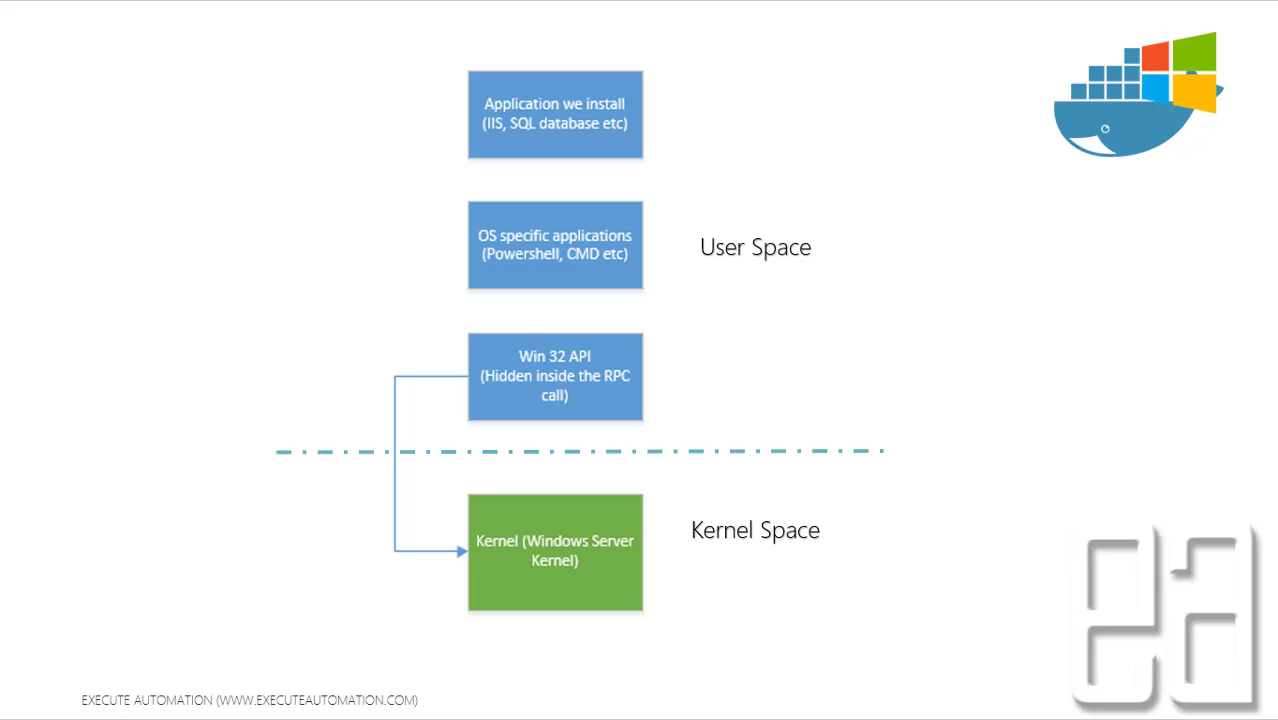 Application we install
(IIS, SQL database etc)
OS specific applications
(Powershell, CMD etc)
User Space
Win 32 API
(Hidden inside the RPC
call)
Kernel (Windows Server
Kernel)
Kernel Space
ea
EXECUTE AUTOMATION (WWW.EXECUTEAUTOMATION.COM)